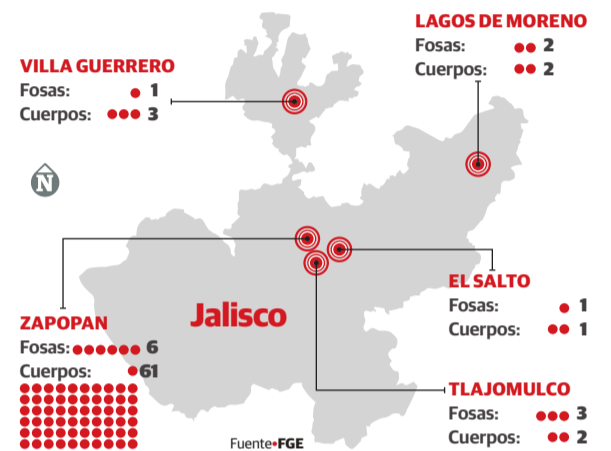 LAGOS DE MORENO
Fosas: 2
Cuerpos: 2
VILLA GUERRERO
Fosas: 1
Cuerpos: 3
N
Jalisco
EL SALTO
Fosas: 1
Cuerpos: 1
ZAPOPAN
Fosas: 6
Cuerpos: 61
TLAJOMULCO
Fosas: 3
Cuerpos: 2
Fuente•FGE